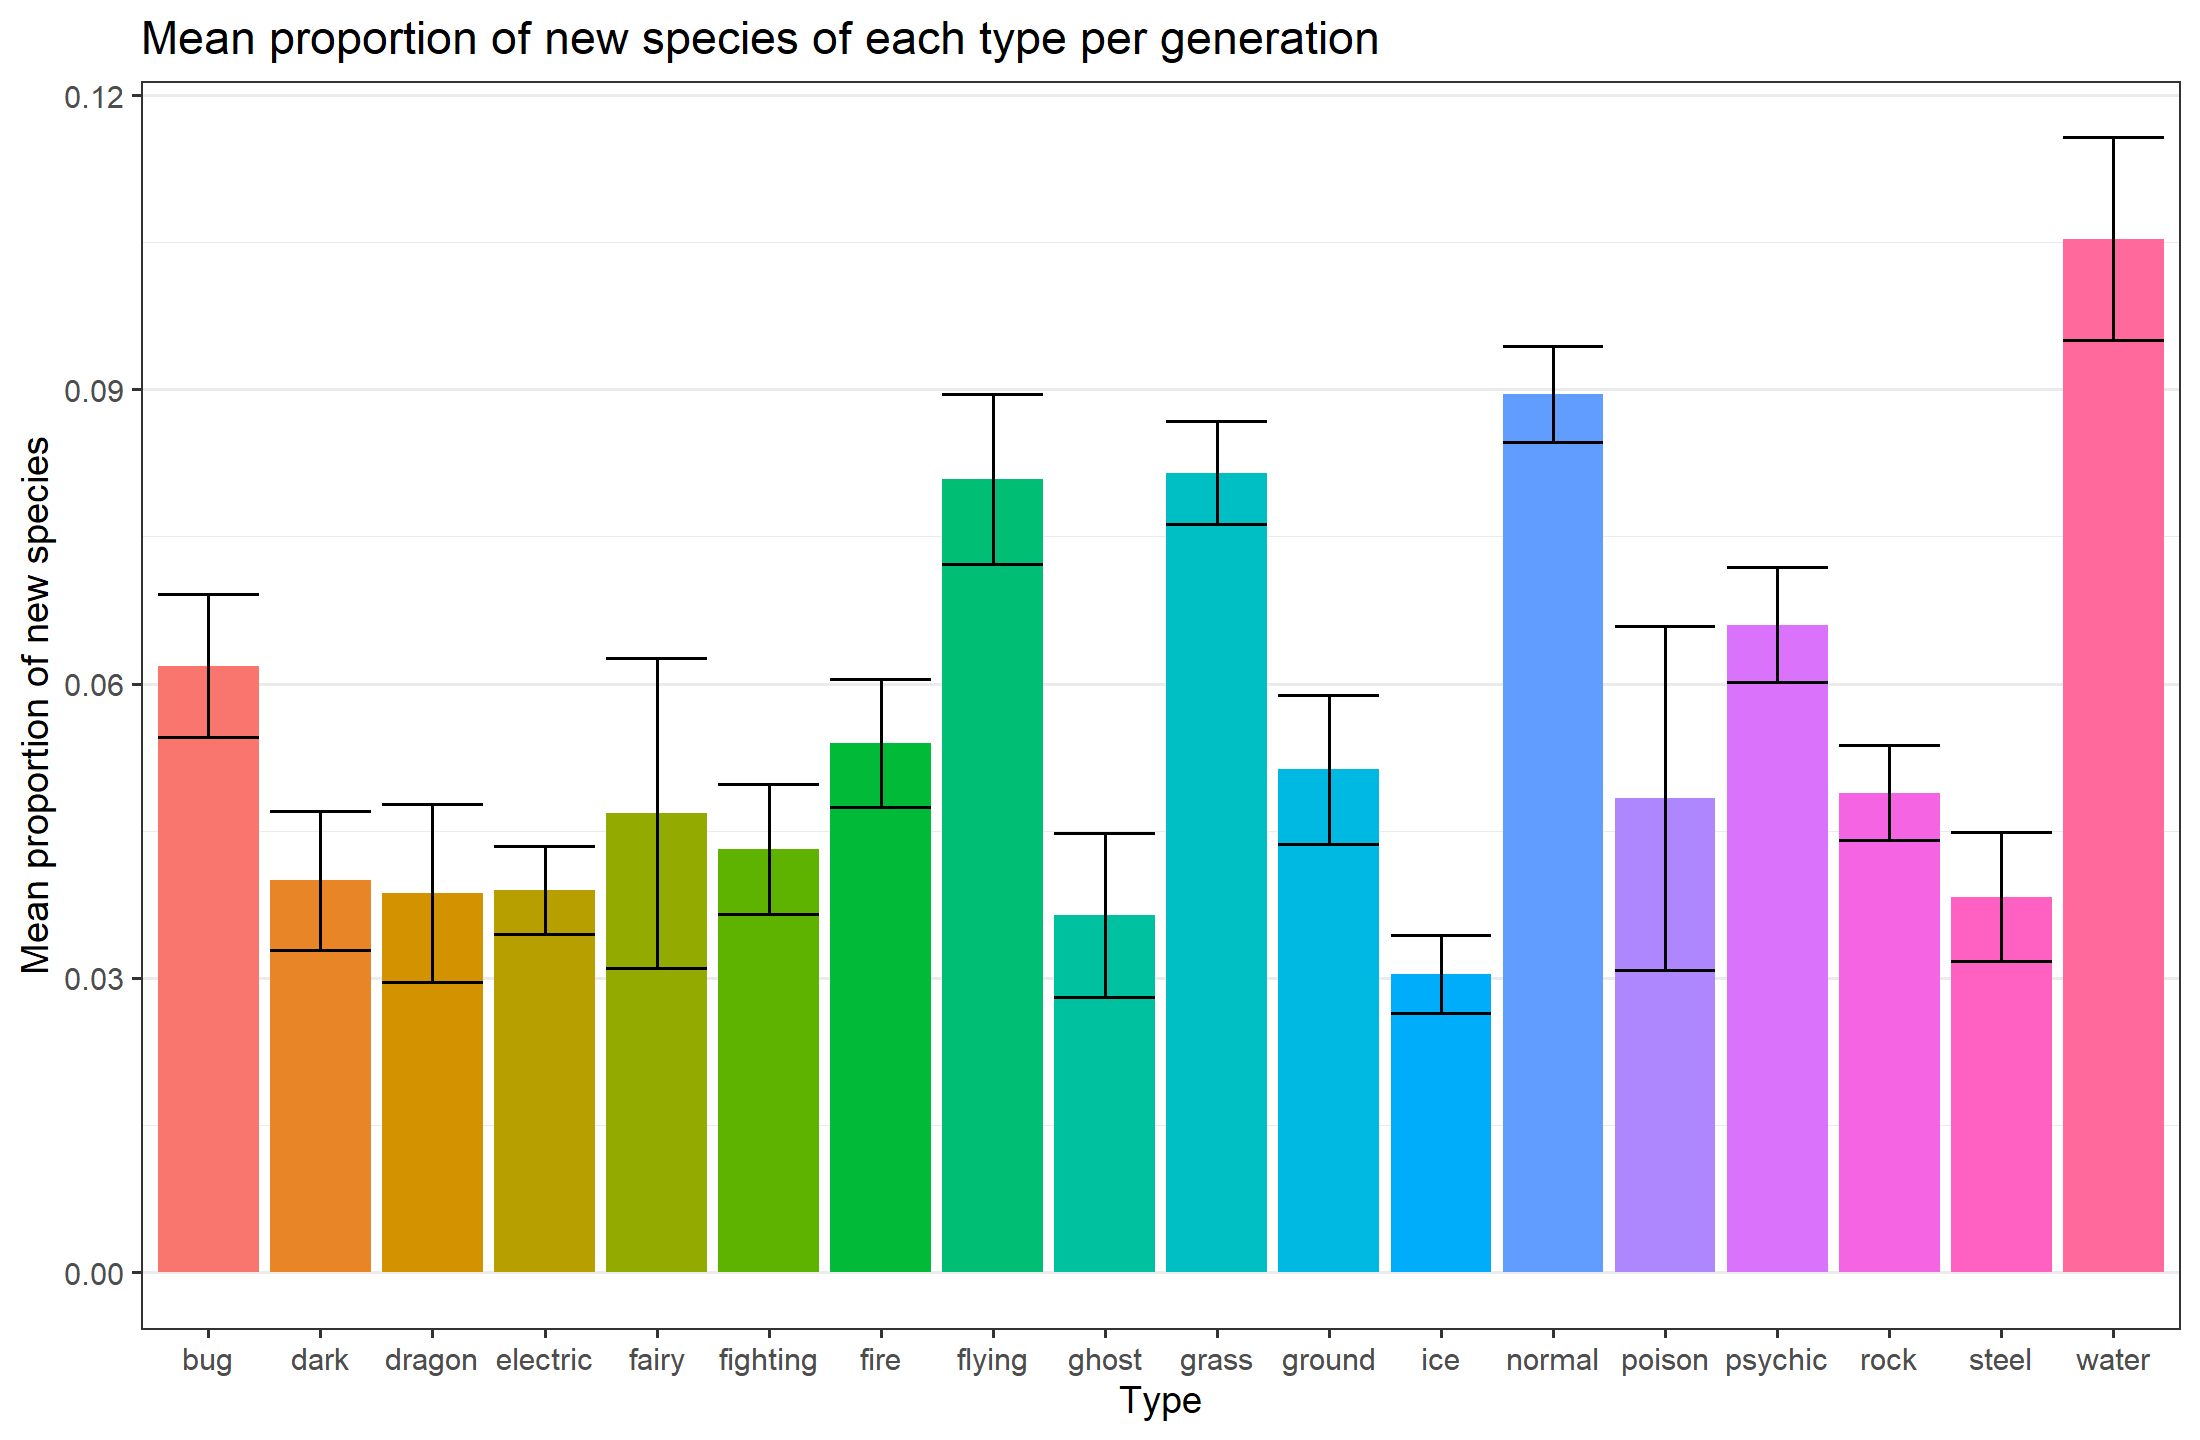 Mean proportion of new species of each type per generation
Mean proportion of new species
0.12
0.09
0.06
0.03
0.00
bug dark dragon electric fairy fighting fire flying ghost grass ground ice normal poison psychic rock steel water
Type